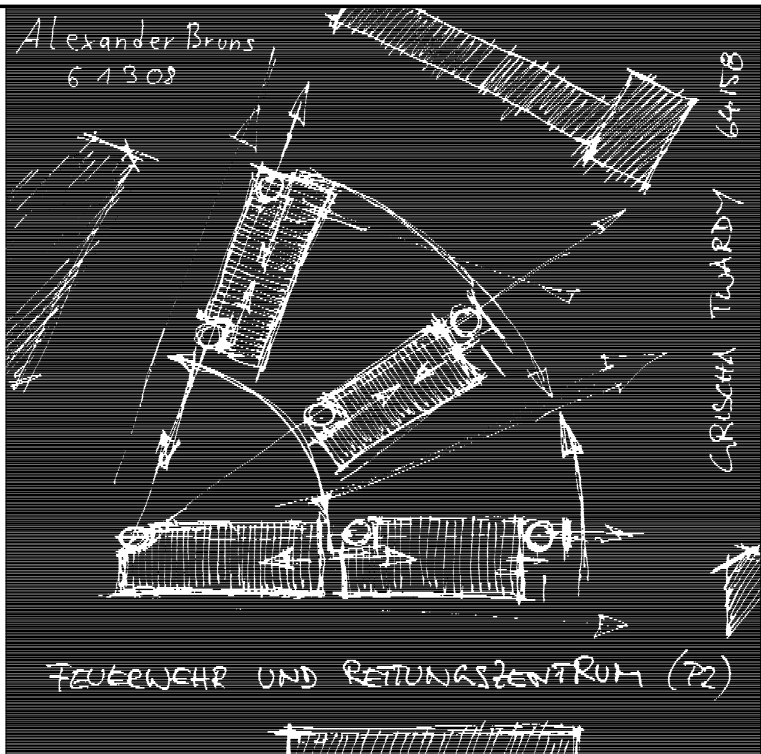 Alexander Bruns
61308
GRISCHA TWARDY 64158
FEUERWEHR UND RETTUNGSZENTRUM (P2)